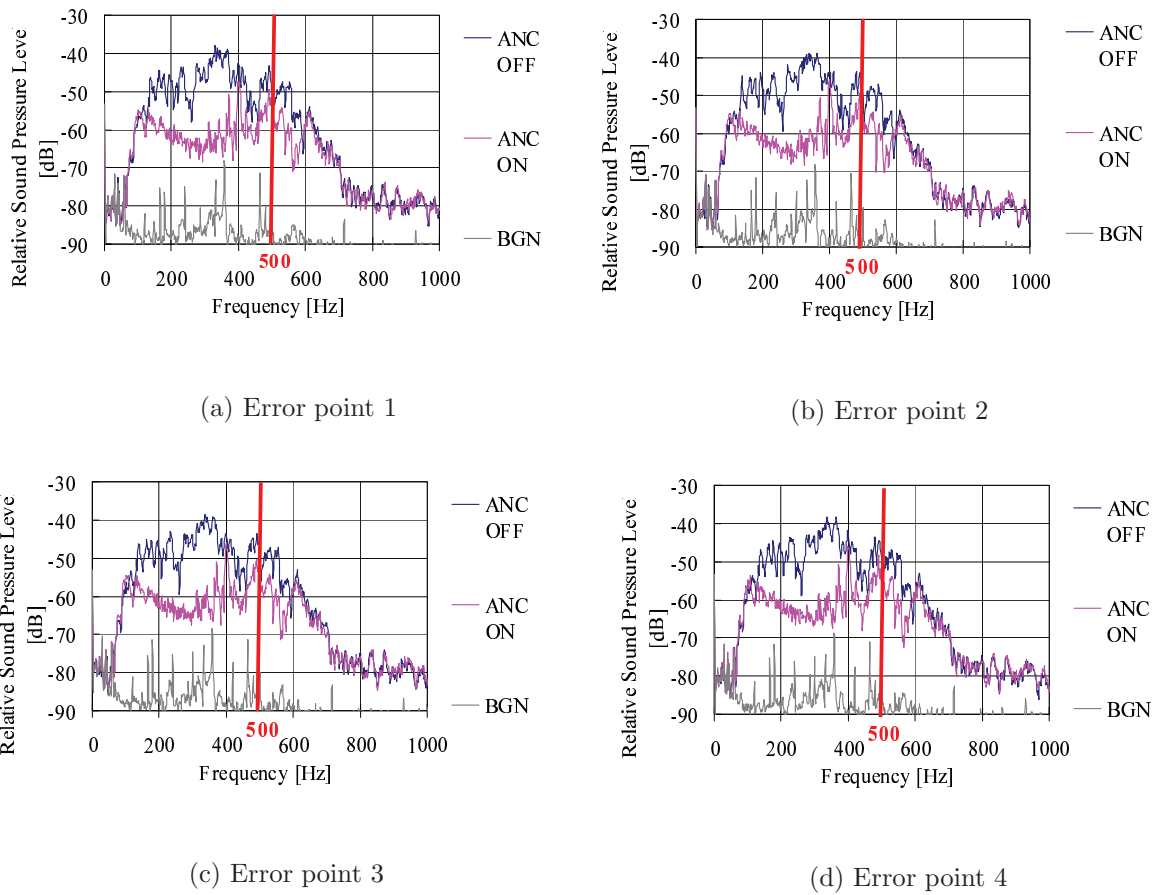 Relative Sound Pressure Leve
[dB]
-30
-40
-50
-60
-70
-80
-90
0
200
400
500
600
800
1000
Frequency [Hz]
ANC
OFF
ANC
ON
BGN
(a) Error point 1
Relative Sound Pressure Leve
[dB]
-30
-40
-50
-60
-70
-80
-90
0
200
400
500
600
800
1000
Frequency [Hz]
ANC
OFF
ANC
ON
BGN
(b) Error point 2
Relative Sound Pressure Leve
[dB]
-30
-40
-50
-60
-70
-80
-90
0
200
400
500
600
800
1000
Frequency [Hz]
ANC
OFF
ANC
ON
BGN
(c) Error point 3
Relative Sound Pressure Leve
[dB]
-30
-40
-50
-60
-70
-80
-90
0
200
400
500
600
800
1000
Frequency [Hz]
ANC
OFF
ANC
ON
BGN
(d) Error point 4